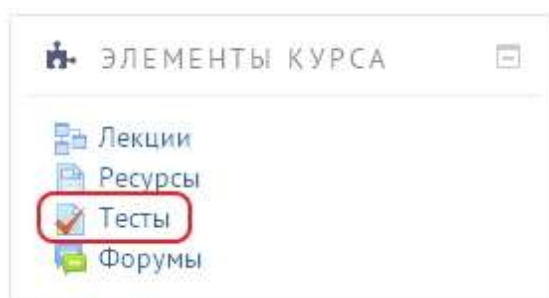 ЭЛЕМЕНТЫ КУРСА
Лекции
Ресурсы
Тесты
Форумы